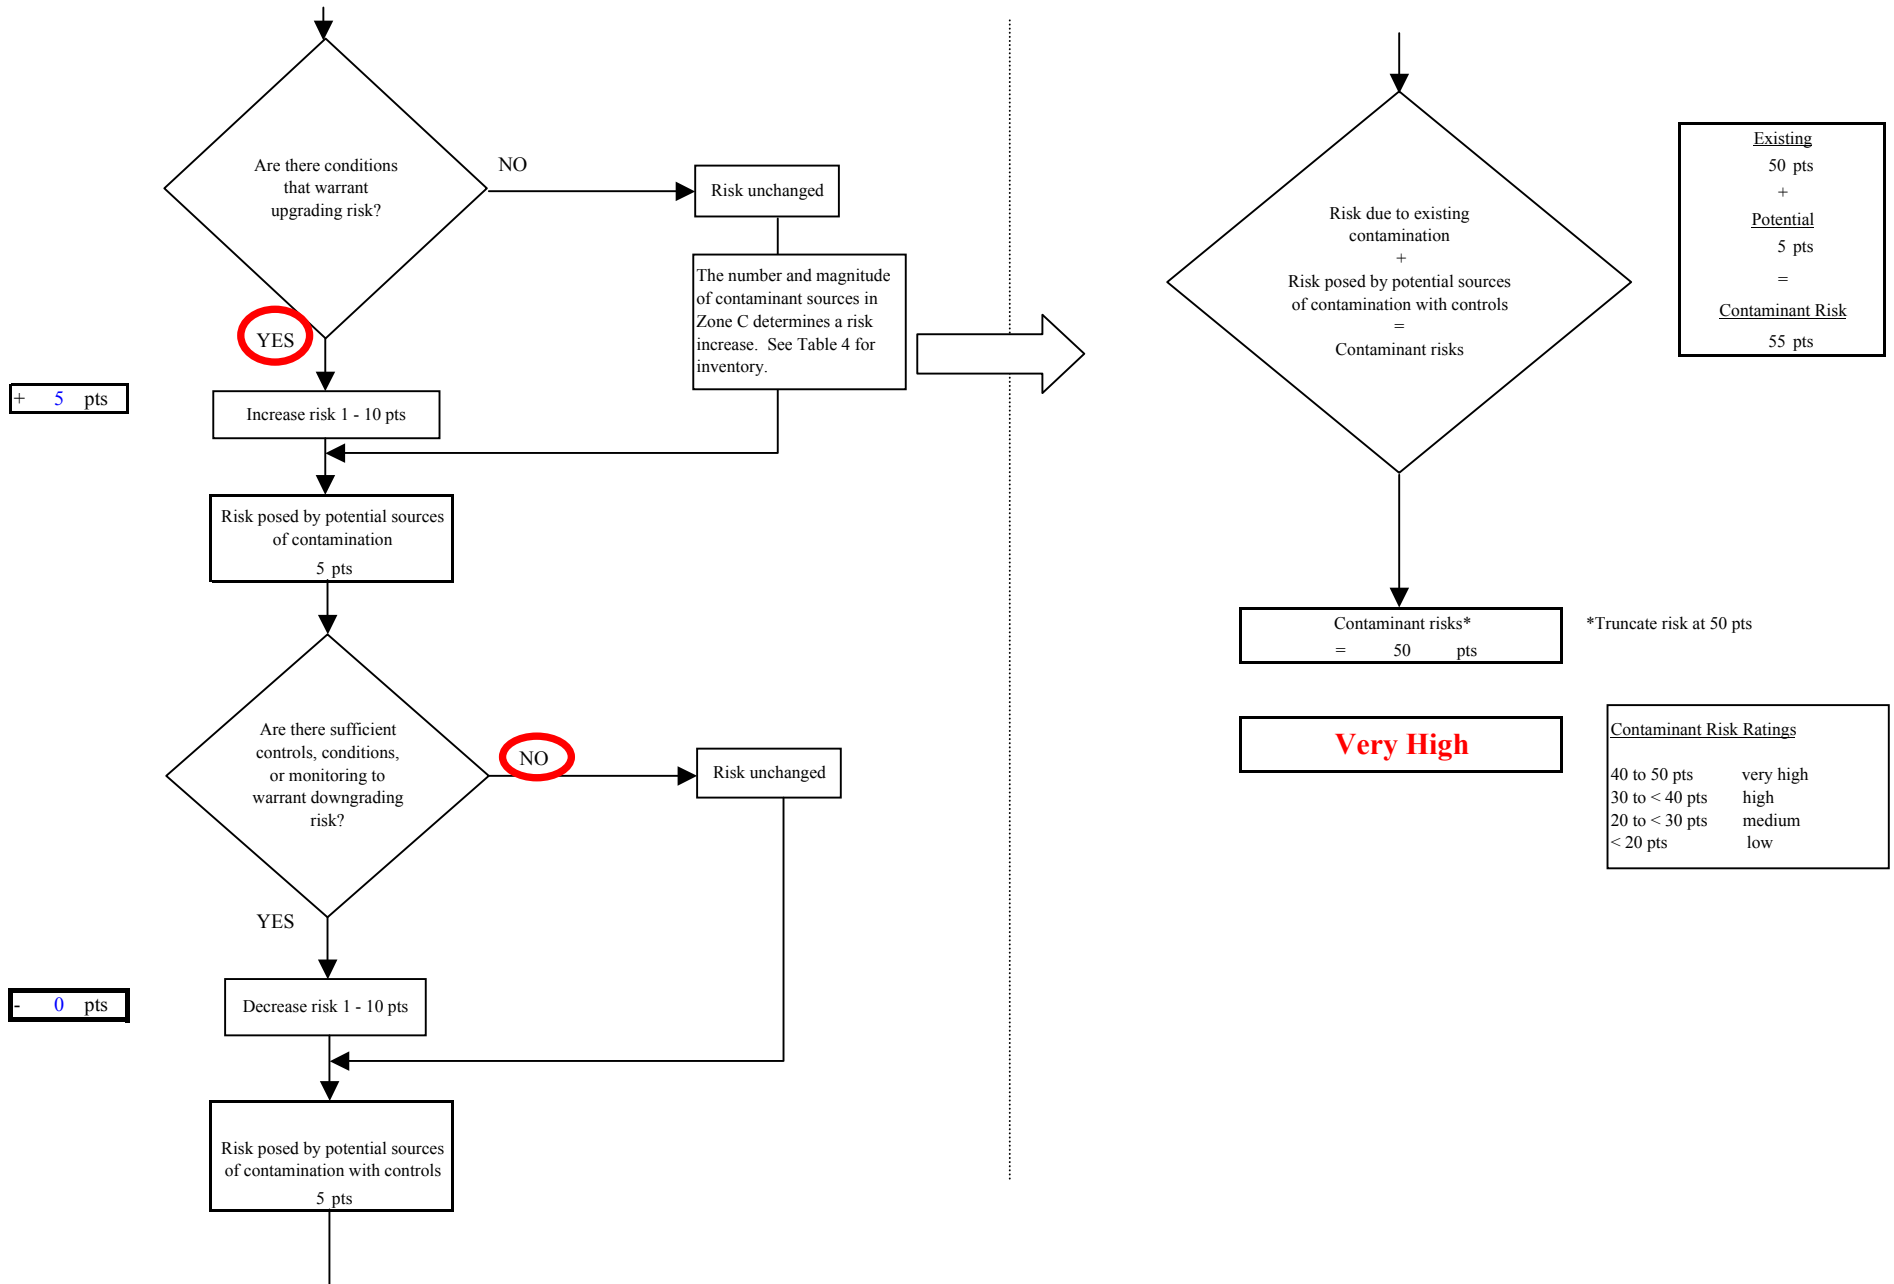 Are there conditions
that warrant
upgrading risk?
NO
Risk unchanged
The number and magnitude
of contaminant sources in
Zone C determines a risk
increase. See Table 4 for
inventory.
YES
+ 5 pts
Increase risk 1 - 10 pts
Risk posed by potential sources
of contamination
5 pts
Are there sufficient
controls, conditions,
or monitoring to
warrant downgrading
risk?
NO
Risk unchanged
YES
- 0 pts
Decrease risk 1 - 10 pts
Risk posed by potential sources
of contamination with controls
5 pts
Risk due to existing
contamination
+
Risk posed by potential sources
of contamination with controls
=
Contaminant risks
Existing
50 pts
+
Potential
5 pts
=
Contaminant Risk
55 pts
Contaminant risks*
= 50 pts
*Truncate risk at 50 pts
Very High
Contaminant Risk Ratings
40 to 50 pts very high
30 to < 40 pts high
20 to < 30 pts medium
< 20 pts low